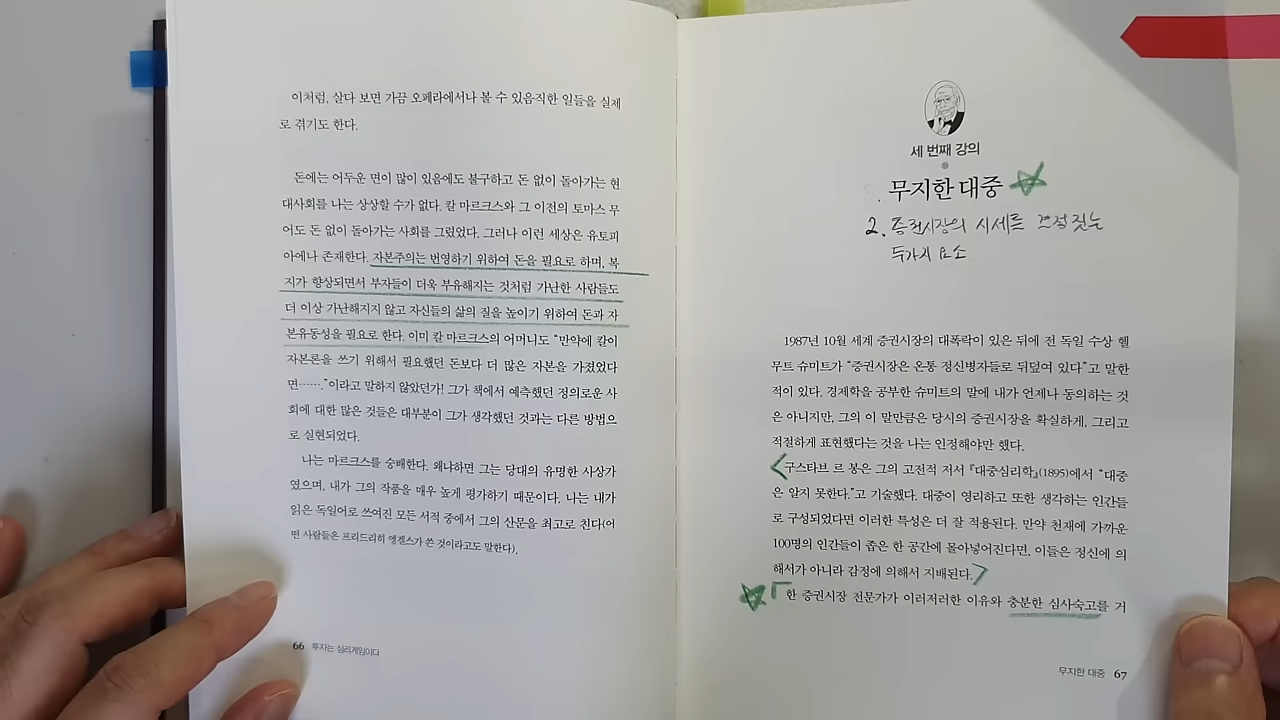 이처럼, 살다 보면 가끔 오페라에서나 볼 수 있음직한 일들을 실제
로 겪기도 한다.
돈에는 어두운 면이 많이 있음에도 불구하고 돈 없이 돌아가는 현
대사회를 나는 상상할 수가 없다. 칼 마르크스와 그 이전의 토마스 무
어도 돈 없이 돌아가는 사회를 그렸었다. 그러나 이런 세상은 유토피
아에나 존재한다. 자본주의는 번영하기 위하여 돈을 필요로 하며, 복
지가 향상되면서 부자들이 더욱 부유해지는 것처럼 가난한 사람들도
더 이상 가난해지지 않고 자신들의 삶의 질을 높이기 위하여 돈과 자
본유동성을 필요로 한다. 이미 칼 마르크스의 어머니도 “만약에 칼이
자본론을 쓰기 위해서 필요했던 돈보다 더 많은 자본을 가졌었다
면…….”이라고 말하지 않았던가! 그가 책에서 예측했던 정의로운 사
회에 대한 많은 것들은 대부분이 그가 생각했던 것과는 다른 방법으
로 실현되었다.
나는 마르크스를 숭배한다. 왜냐하면 그는 당대의 유명한 사상가
였으며, 내가 그의 작품을 매우 높게 평가하기 때문이다. 나는 내가
읽은 독일어로 쓰여진 모든 서적 중에서 그의 산문을 최고로 친다(어
떤 사람들은 프리드리히 엥겔스가 쓴 것이라고도 말한다).
66 투자는 심리게임이다
세 번째 강의
무지한 대중
2. 증권시장의 시세를 결정짓는
두가지 요소
1987년 10월 세계 증권시장의 대폭락이 있은 뒤에 전 독일 수상 헬
무트 슈미트가 “증권시장은 온통 정신병자들로 뒤덮여 있다”고 말한
적이 있다. 경제학을 공부한 슈미트의 말에 내가 언제나 동의하는 것
은 아니지만, 그의 이 말만큼은 당시의 증권시장을 확실하게, 그리고
적절하게 표현했다는 것을 나는 인정해야만 했다.
구스타브 르 봉은 그의 고전적 저서 『대중심리학』(1895)에서 “대중
은 알지 못한다.”고 기술했다. 대중이 영리하고 또한 생각하는 인간들
로 구성되었다면 이러한 특성은 더 잘 적용된다. 만약 천재에 가까운
100명의 인간들이 좁은 한 공간에 몰아넣어진다면, 이들은 정신에 의
해서가 아니라 감정에 의해서 지배된다.
한 증권시장 전문가가 이러저러한 이유와 충분한 심사숙고를 거
무지한 대중 67